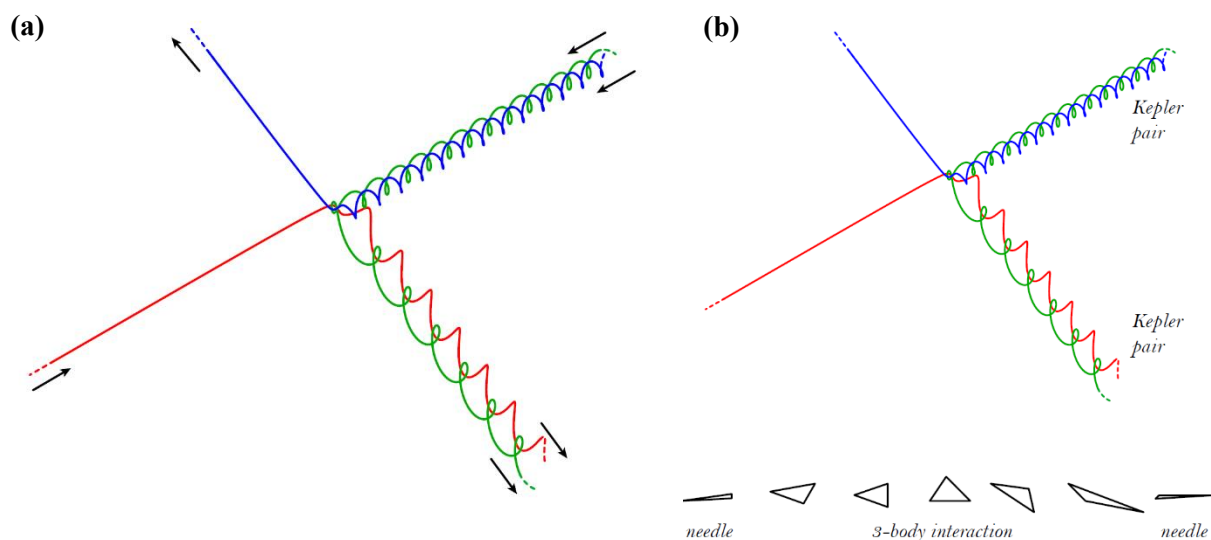 (a)
(b)
Kepler
pair
Kepler
pair
needle
3-body interaction
needle